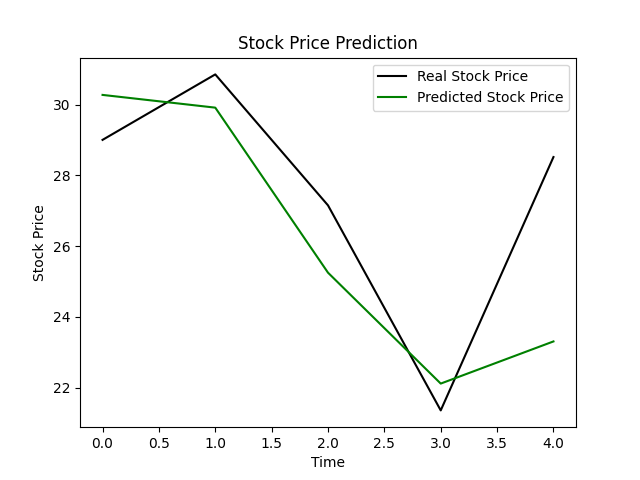 Stock Price Prediction
Real Stock Price
Predicted Stock Price
Stock Price
30
28
26
24
22
0.0 0.5 1.0 1.5 2.0 2.5 3.0 3.5 4.0
Time